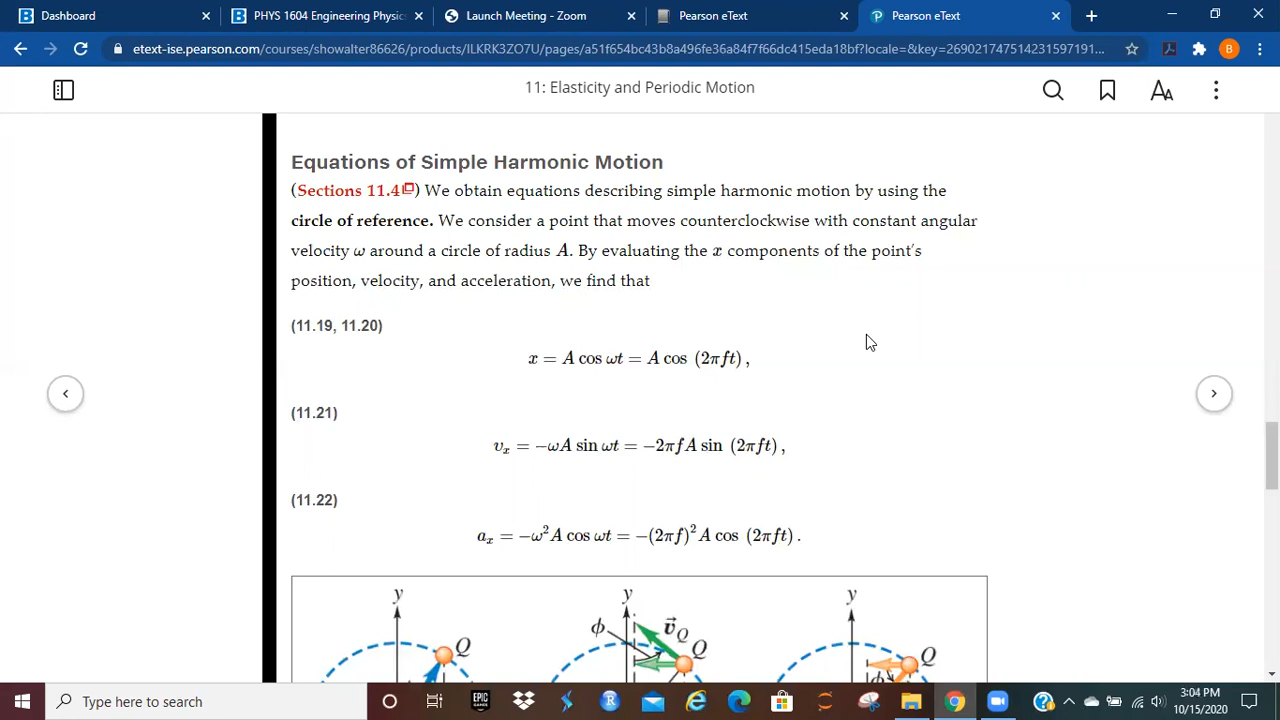 Dashboard
PHYS 1604 Engineering Physic
Launch Meeting - Zoom
Pearson eText
Pearson eText
etext-ise.pearson.com/courses/showalter86626/products/ILKRK3ZO7U/pages/a51f654bc43b8a496fe36a84f7f66dc415eda18bf?locale=&key=269021747514231597191...
B
11: Elasticity and Periodic Motion
Equations of Simple Harmonic Motion
(Sections 11.4) We obtain equations describing simple harmonic motion by using the
circle of reference. We consider a point that moves counterclockwise with constant angular
velocity ω around a circle of radius A. By evaluating the x components of the point's
position, velocity, and acceleration, we find that
(11.19, 11.20)
x = A cos ωt = A cos (2πft),
(11.21)
vₓ = −ωA sin ωt = −2πfA sin (2πft),
(11.22)
aₓ = −ω²A cos ωt = −(2πf)²A cos (2πft).
y
Q
y
ϕ
v⃗_Q
Q
y
Q
ϕ
Type here to search
EPIC GAMES
3:04 PM
10/15/2020